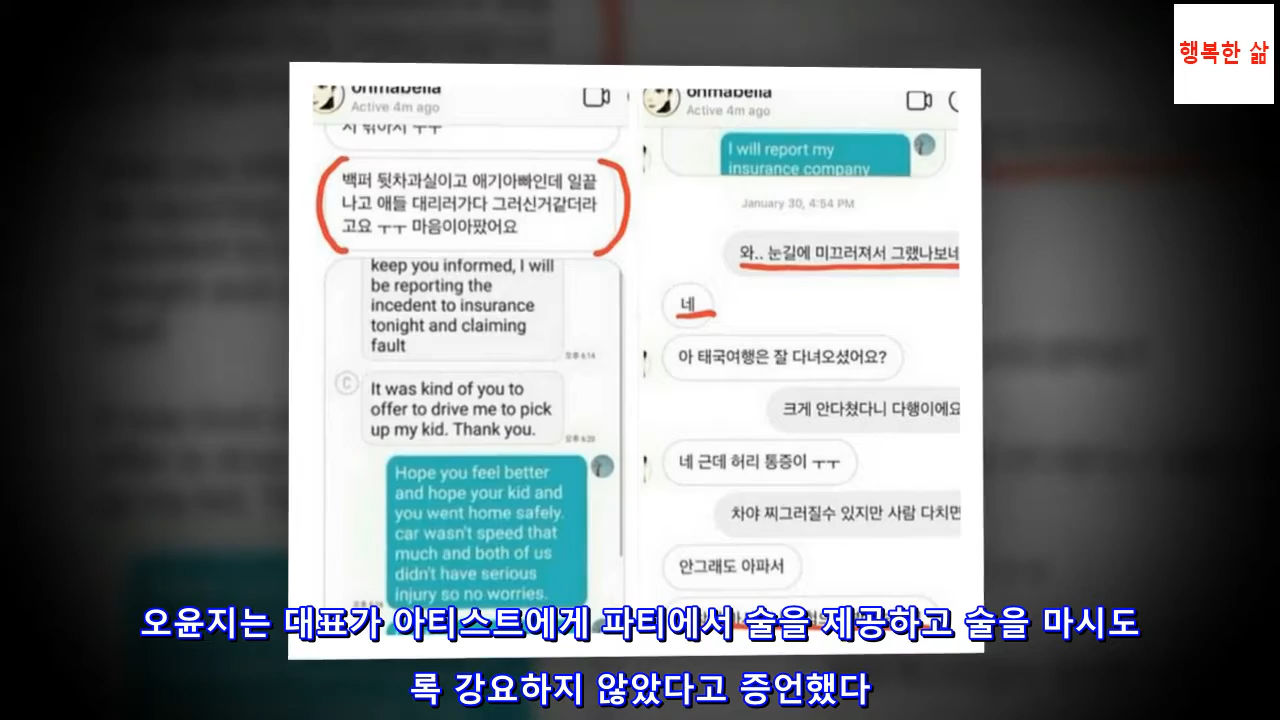 행복한 삶
onmabella
Active 4m ago
백퍼 뒷차과실이고 애기아빠인데 일끝
나고 애들 대리러가다 그러신거같더라
고요 ㅜㅜ 마음이아팠어요
keep you informed, I will
be reporting the
incedent to insurance
tonight and claiming
fault
오후 6:14
C
It was kind of you to
offer to drive me to pick
up my kid. Thank you.
오후 6:20
Hope you feel better
and hope your kid and
you went home safely.
car wasn't speed that
much and both of us
didn't have serious
injury so no worries.
onmabella
Active 4m ago
I will report my
insurance company
January 30, 4:54 PM
와.. 눈길에 미끄러져서 그랬나보네
네
아 태국여행은 잘 다녀오셨어요?
크게 안다쳤다니 다행이에요
네 근데 허리 통증이 ㅜㅜ
차야 찌그러질수 있지만 사람 다치면
안그래도 아파서
오윤지는 대표가 아티스트에게 파티에서 술을 제공하고 술을 마시도
록 강요하지 않았다고 증언했다